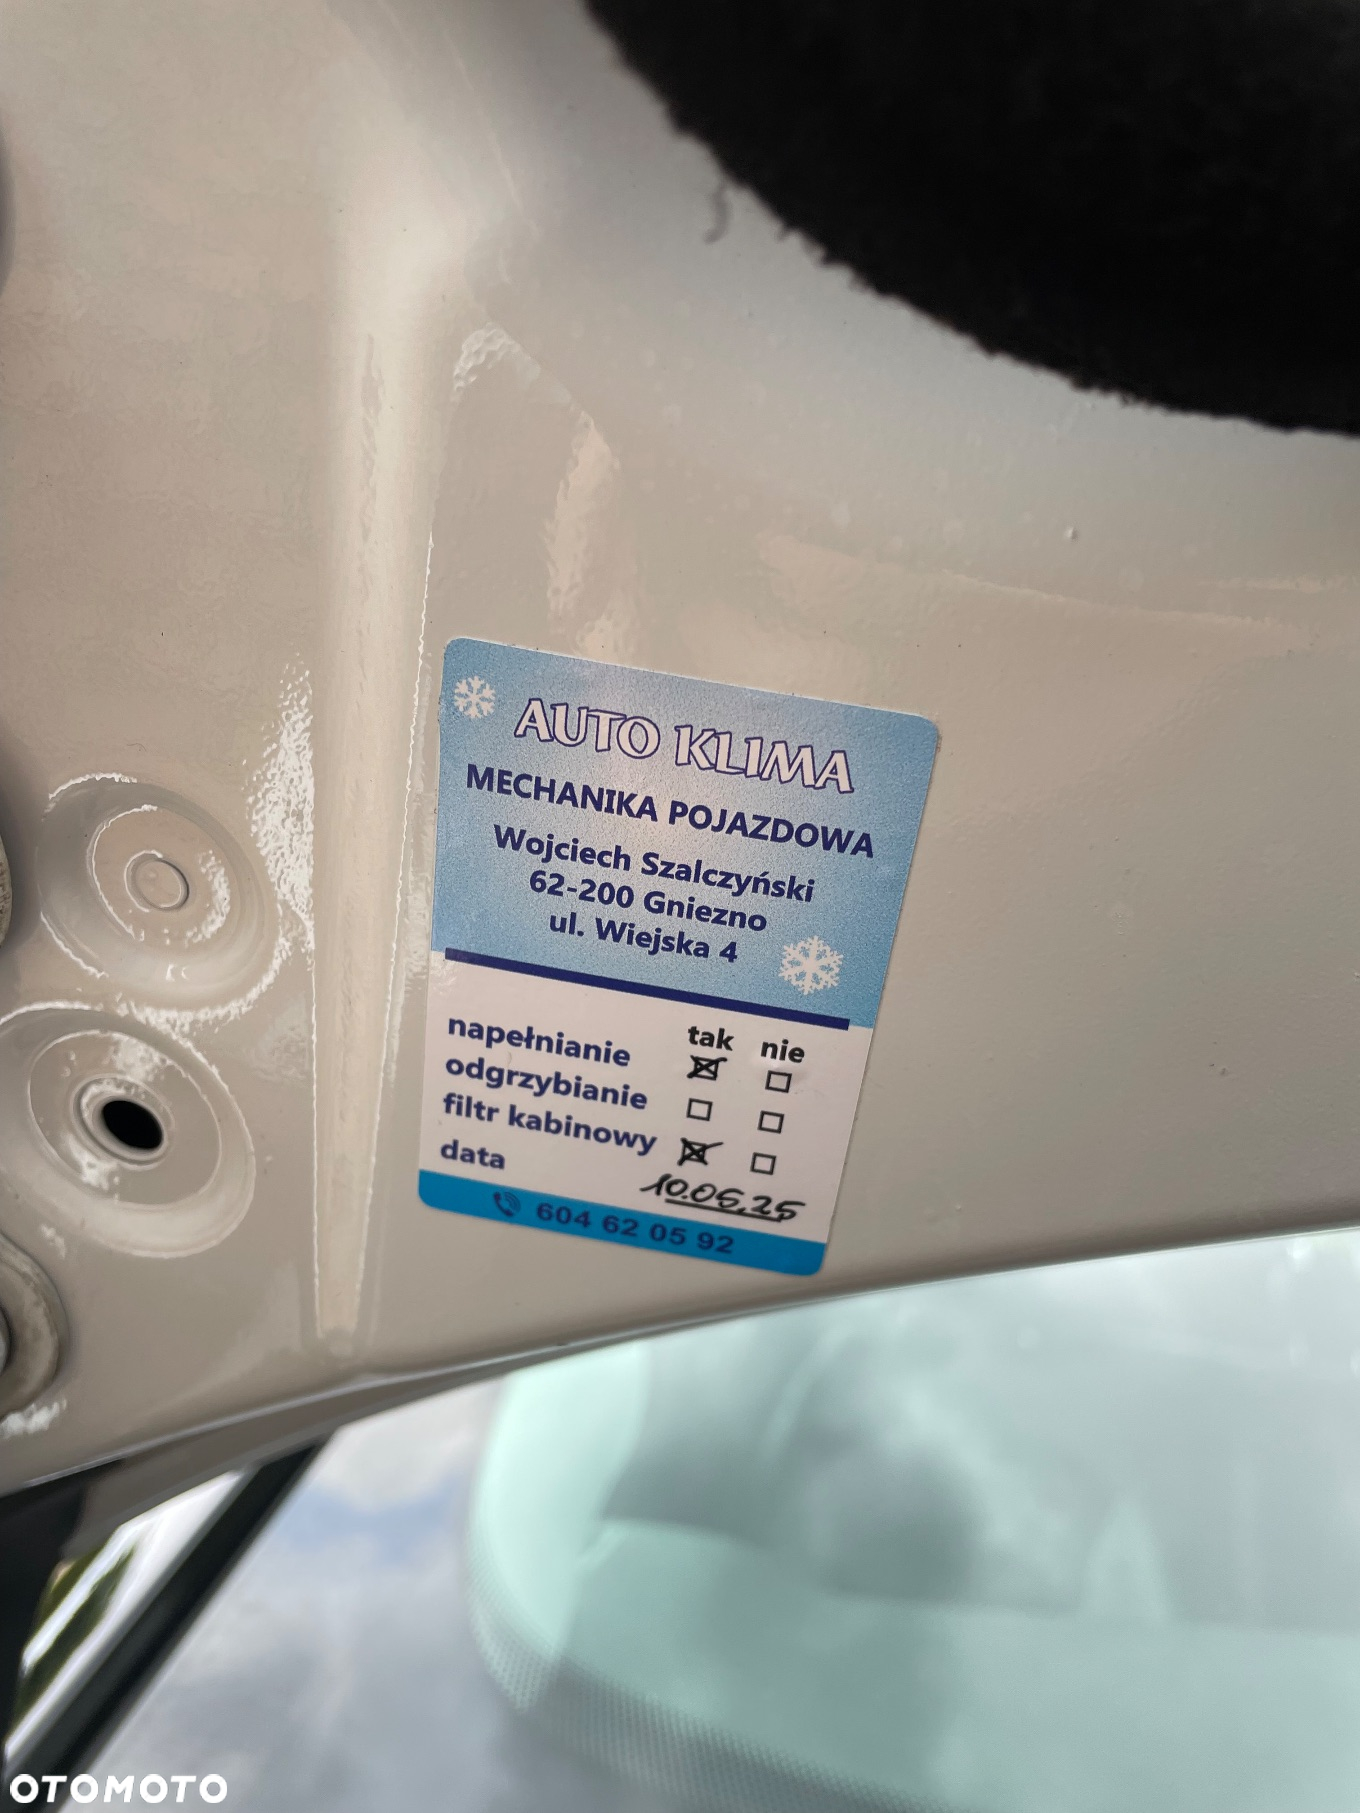 AUTO KLIMA
MECHANIKA POJAZDOWA
Wojciech Szalczyński
62-200 Gniezno
ul. Wiejska 4
tak nie
napełnianie
odgrzybianie
filtr kabinowy
data 10.05.25
604 62 05 92
OTOMOTO